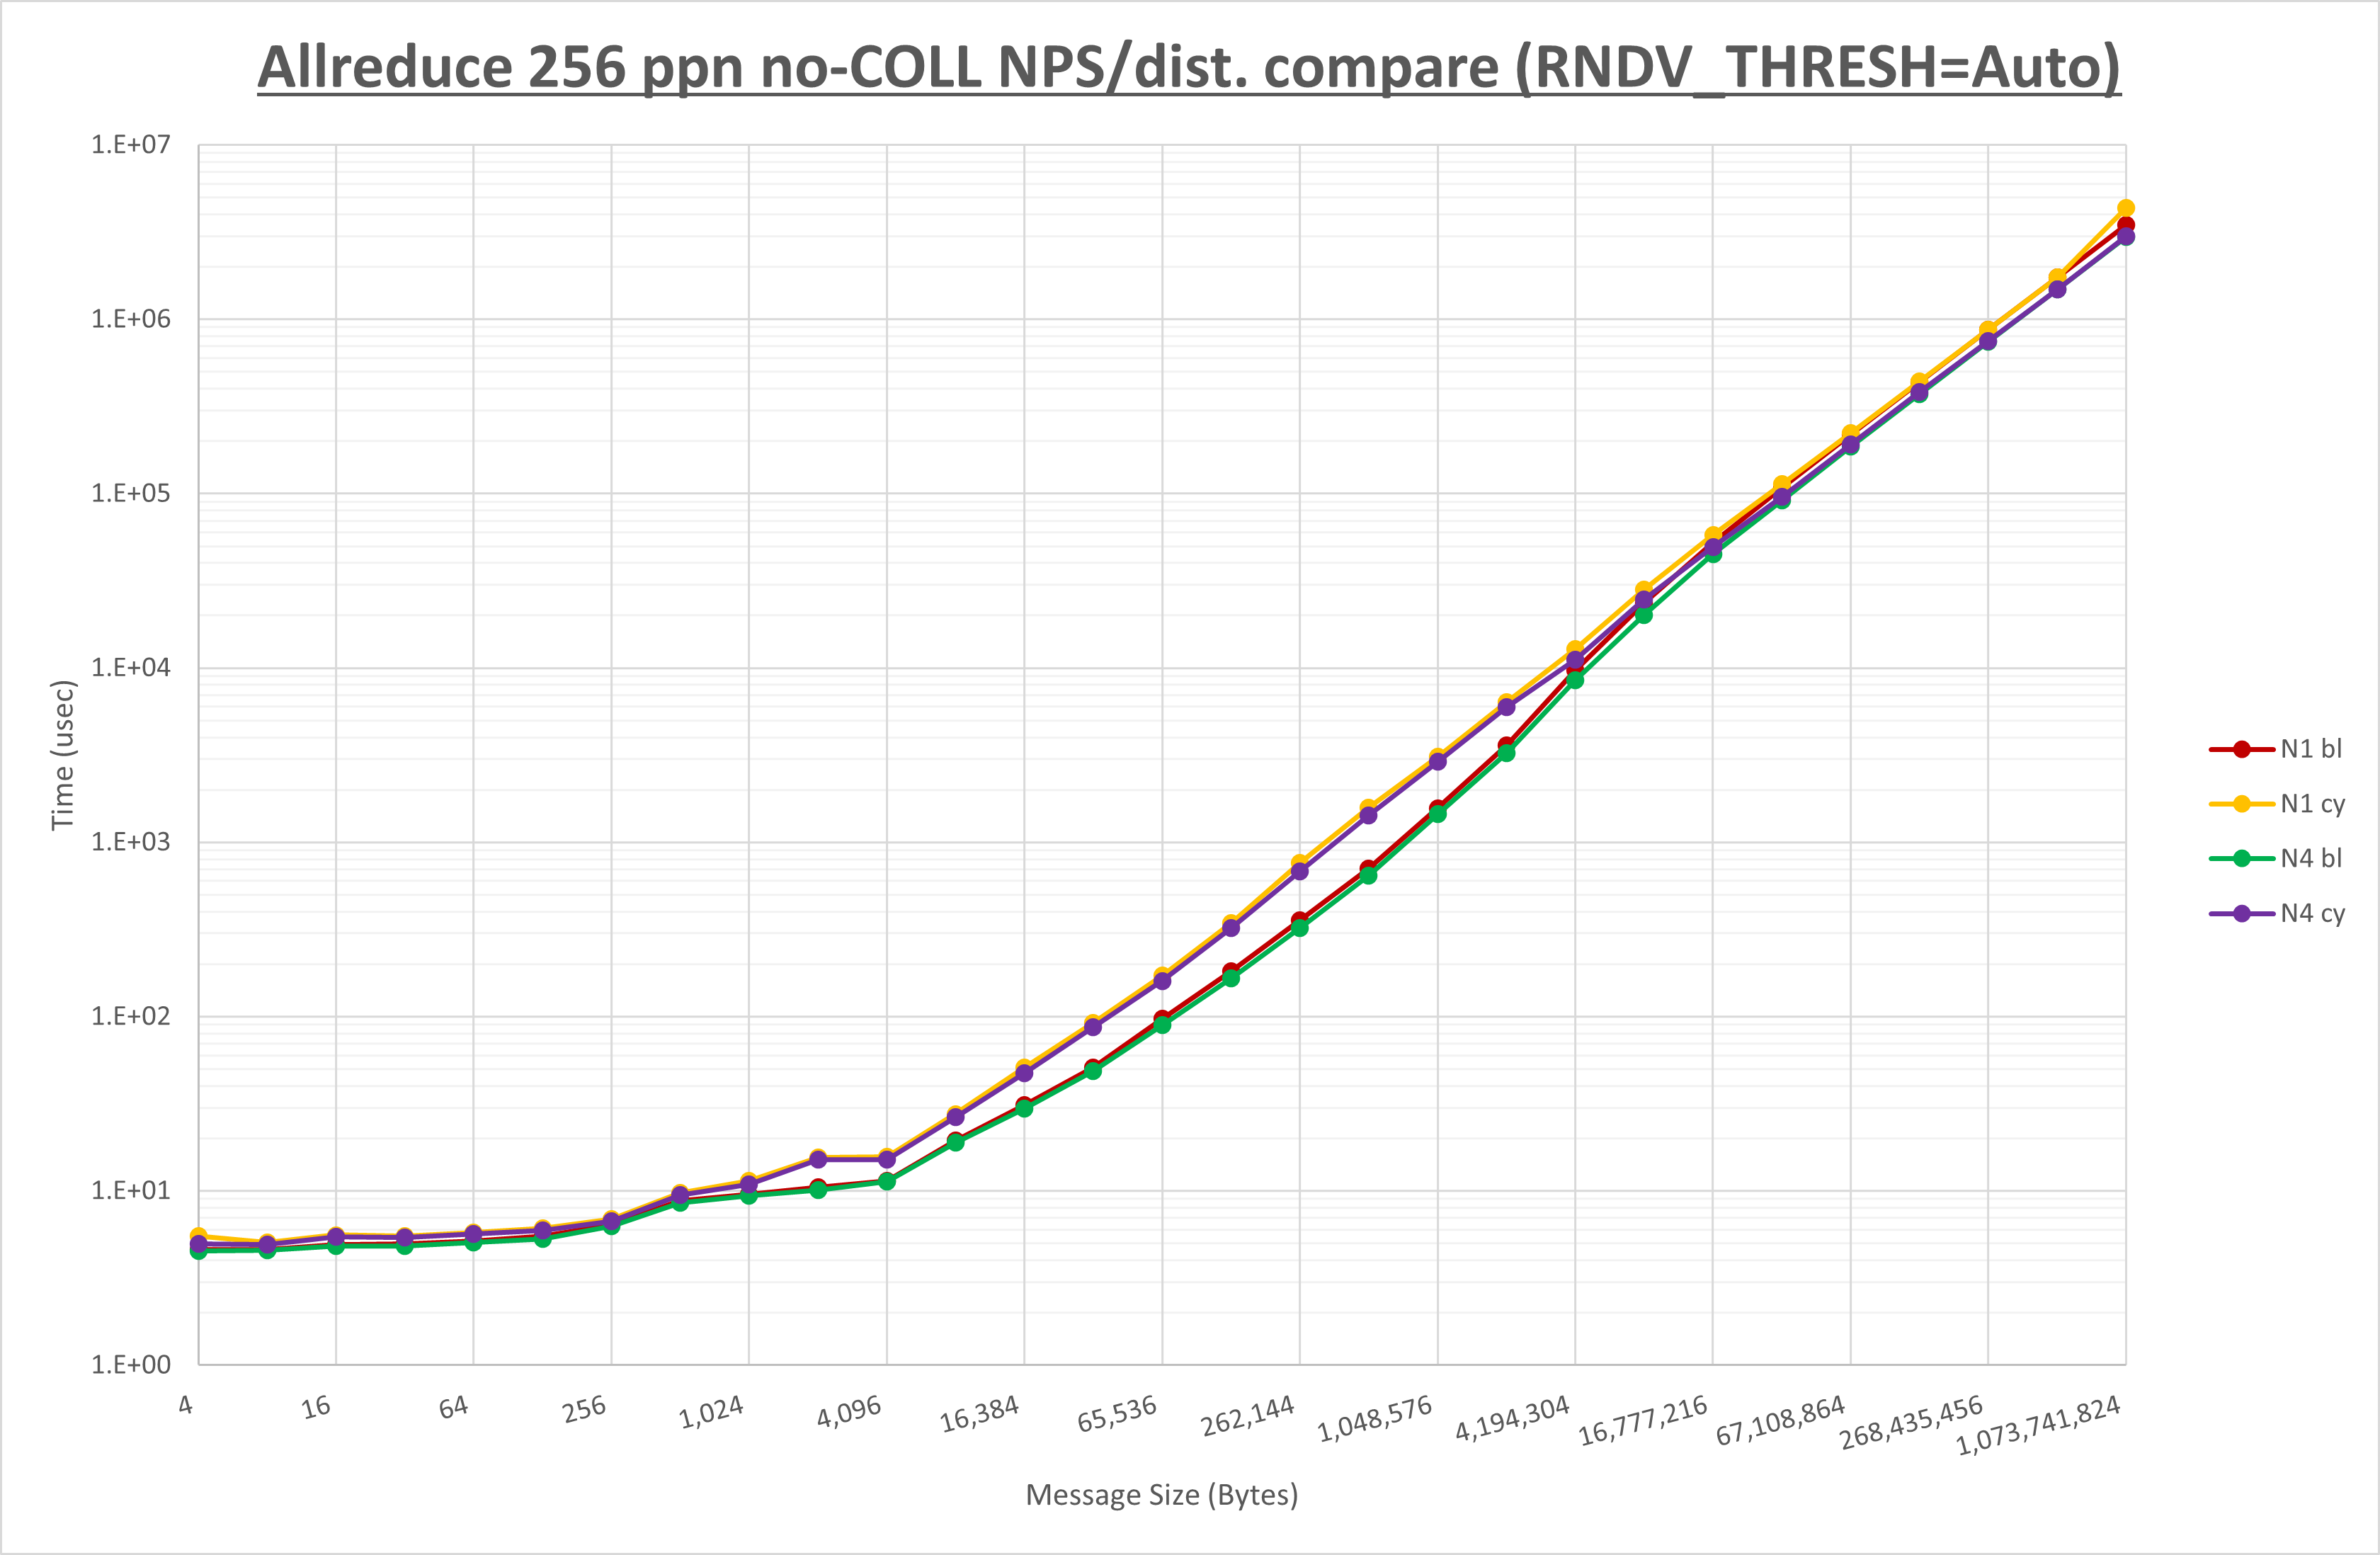 Allreduce 256 ppn no-COLL NPS/dist. compare (RNDV_THRESH=Auto)
1.E+07
1.E+06
1.E+05
1.E+04
1.E+03
1.E+02
1.E+01
1.E+00
Time (usec)
4
16
64
256
1,024
4,096
16,384
65,536
262,144
1,048,576
4,194,304
16,777,216
67,108,864
268,435,456
1,073,741,824
Message Size (Bytes)
N1 bl
N1 cy
N4 bl
N4 cy